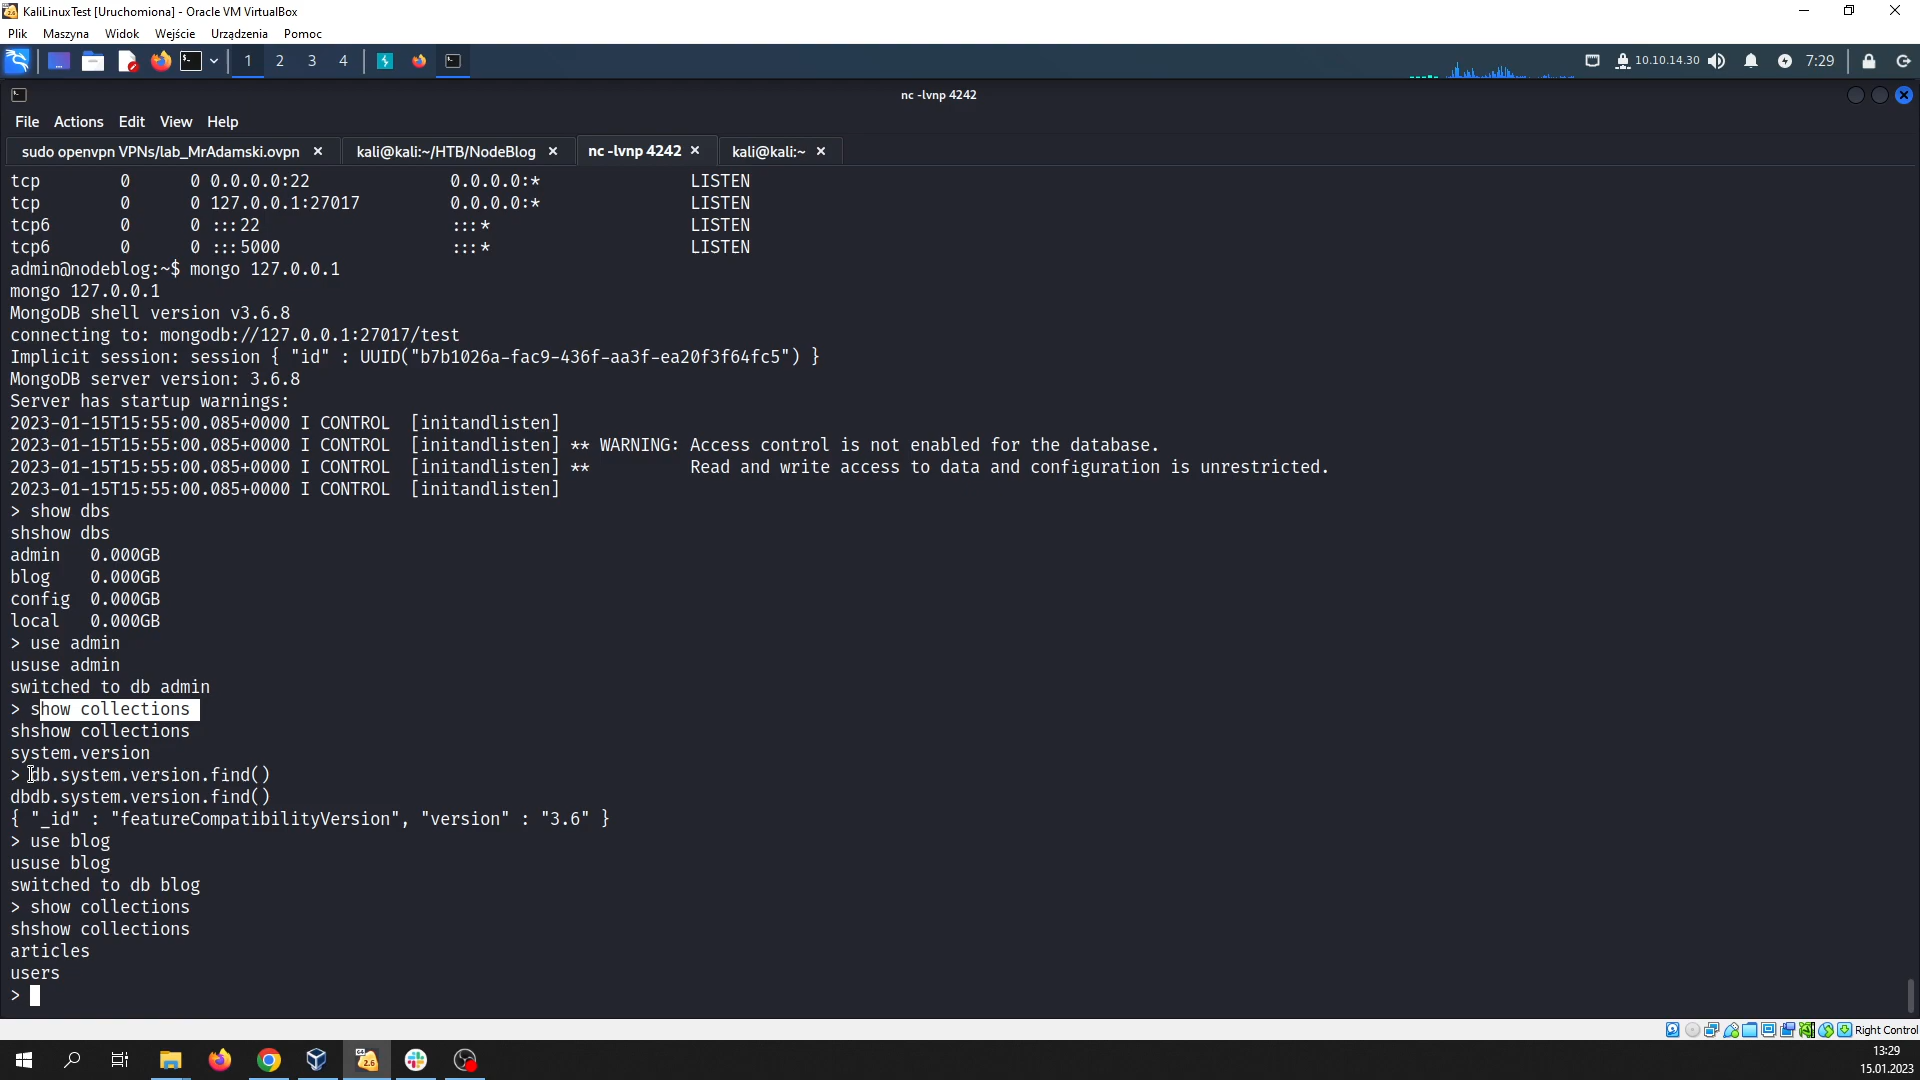 KaliLinuxTest [Uruchomiona] - Oracle VM VirtualBox
Plik Maszyna Widok Wejście Urządzenia Pomoc
1 2 3 4 10.10.14.30 7:29
nc -lvnp 4242
File Actions Edit View Help
sudo openvpn VPNs/lab_MrAdamski.ovpn × kali@kali:~/HTB/NodeBlog × nc -lvnp 4242 × kali@kali:~ ×
tcp 0 0 0.0.0.0:22 0.0.0.0:* LISTEN
tcp 0 0 127.0.0.1:27017 0.0.0.0:* LISTEN
tcp6 0 0 :::22 :::* LISTEN
tcp6 0 0 :::5000 :::* LISTEN
admin@nodeblog:~$ mongo 127.0.0.1
mongo 127.0.0.1
MongoDB shell version v3.6.8
connecting to: mongodb://127.0.0.1:27017/test
Implicit session: session { "id" : UUID("b7b1026a-fac9-436f-aa3f-ea20f3f64fc5") }
MongoDB server version: 3.6.8
Server has startup warnings:
2023-01-15T15:55:00.085+0000 I CONTROL [initandlisten]
2023-01-15T15:55:00.085+0000 I CONTROL [initandlisten] ** WARNING: Access control is not enabled for the database.
2023-01-15T15:55:00.085+0000 I CONTROL [initandlisten] ** Read and write access to data and configuration is unrestricted.
2023-01-15T15:55:00.085+0000 I CONTROL [initandlisten]
> show dbs
shshow dbs
admin 0.000GB
blog 0.000GB
config 0.000GB
local 0.000GB
> use admin
ususe admin
switched to db admin
> show collections
shshow collections
system.version
> db.system.version.find()
dbdb.system.version.find()
{ "_id" : "featureCompatibilityVersion", "version" : "3.6" }
> use blog
ususe blog
switched to db blog
> show collections
shshow collections
articles
users
>
Right Control
13:29
15.01.2023